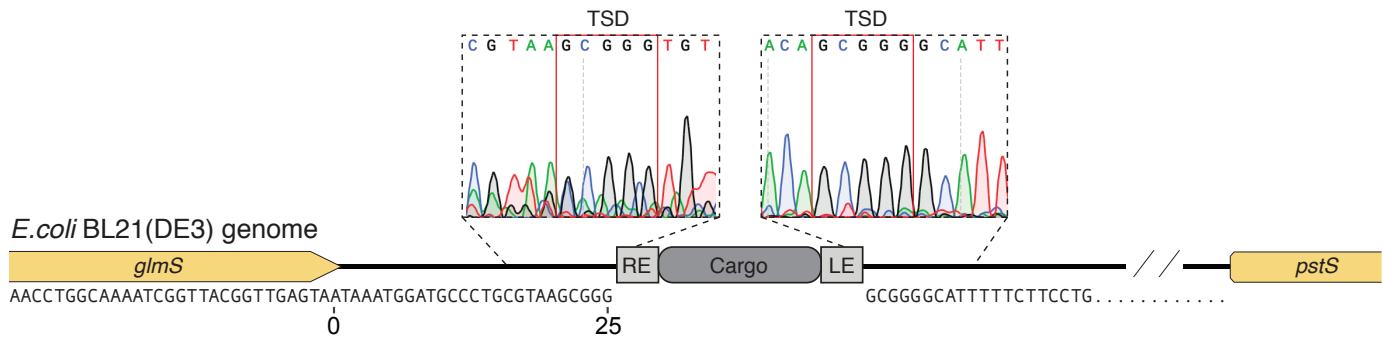 TSD TSD
C G T A A G C G G G T G T A C A G C G G G G C A T T
E.coli BL21(DE3) genome
glmS RE Cargo LE pstS
AACCTGGCAAAATCGGTTACGGTTGAGTAATAAATGGATGCCCTGCGTAAGCGGG GCGGGGCATTTTTCTTCCTG............
0 25